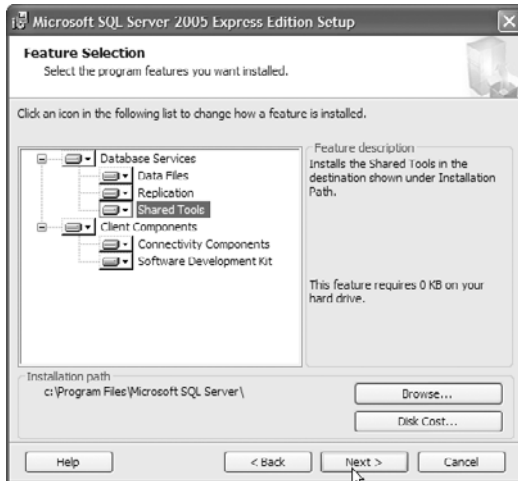 Microsoft SQL Server 2005 Express Edition Setup
Feature Selection
Select the program features you want installed.
Click an icon in the following list to change how a feature is installed.
Database Services
Data Files
Replication
Shared Tools
Client Components
Connectivity Components
Software Development Kit
Feature description
Installs the Shared Tools in the
destination shown under Installation
Path.
This feature requires 0 KB on your
hard drive.
Installation path
c:\Program Files\Microsoft SQL Server\
Browse...
Disk Cost...
Help
< Back
Next >
Cancel